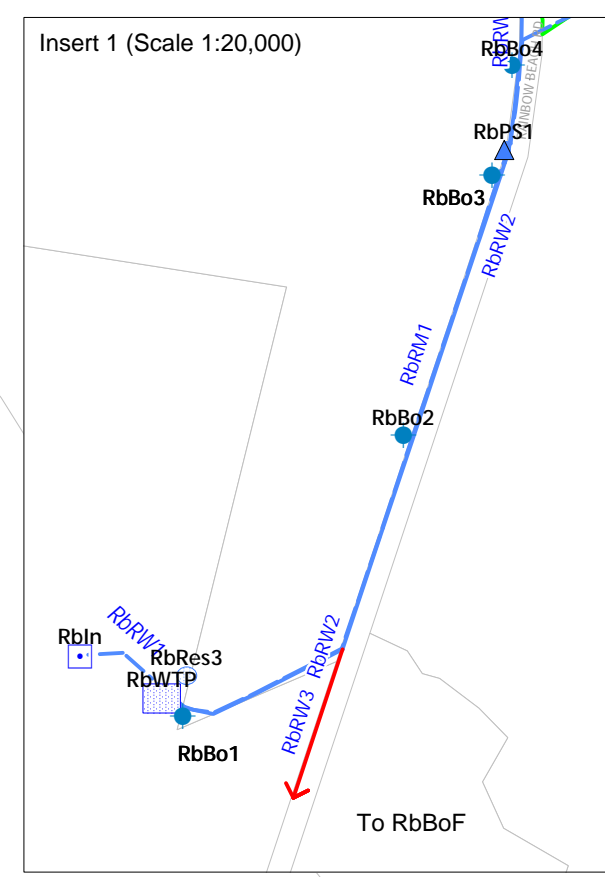 Insert 1 (Scale 1:20,000)
RbRW
RbBo4
RbPS1
RbBo3
RbRW2
RbRM1
RbBo2
RbRW1
RbIn
RbRes3
RbWTP
RbRW2
RbRW3
RbBo1
To RbBoF